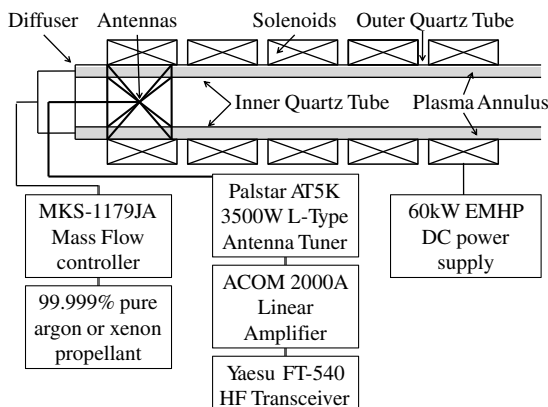 Diffuser
Antennas
Solenoids
Outer Quartz Tube
Inner Quartz Tube
Plasma Annulus
MKS-1179JA
Mass Flow
controller
99.999% pure
argon or xenon
propellant
Palstar AT5K
3500W L-Type
Antenna Tuner
ACOM 2000A
Linear
Amplifier
Yaesu FT-540
HF Transceiver
60kW EMHP
DC power
supply